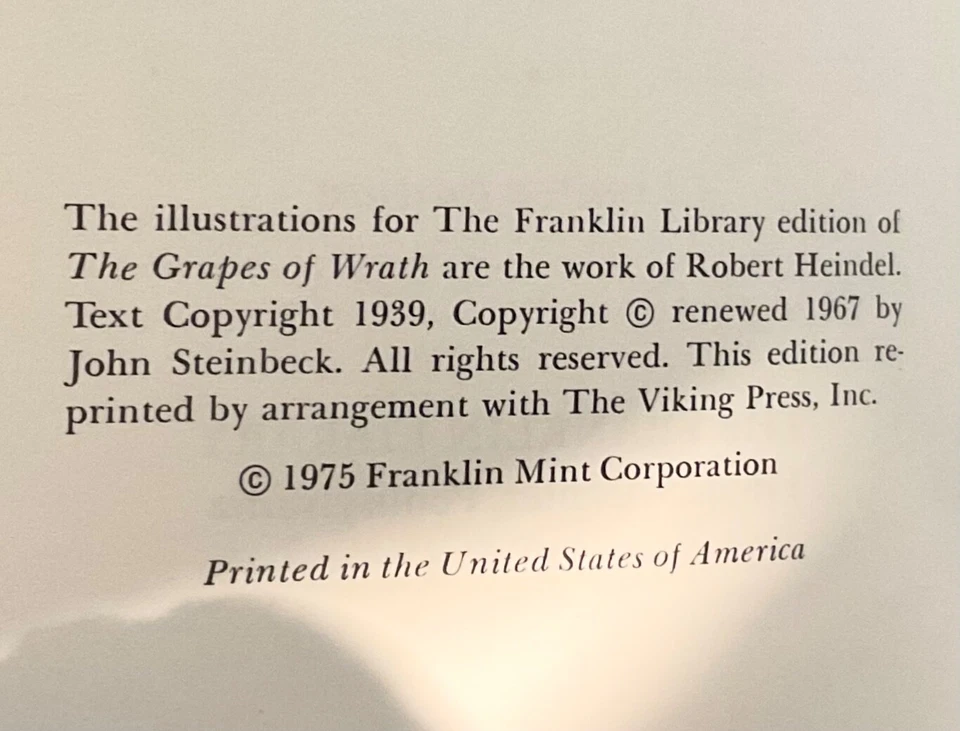 The illustrations for The Franklin Library edition of
The Grapes of Wrath are the work of Robert Heindel.
Text Copyright 1939, Copyright © renewed 1967 by
John Steinbeck. All rights reserved. This edition re-
printed by arrangement with The Viking Press, Inc.
© 1975 Franklin Mint Corporation
Printed in the United States of America